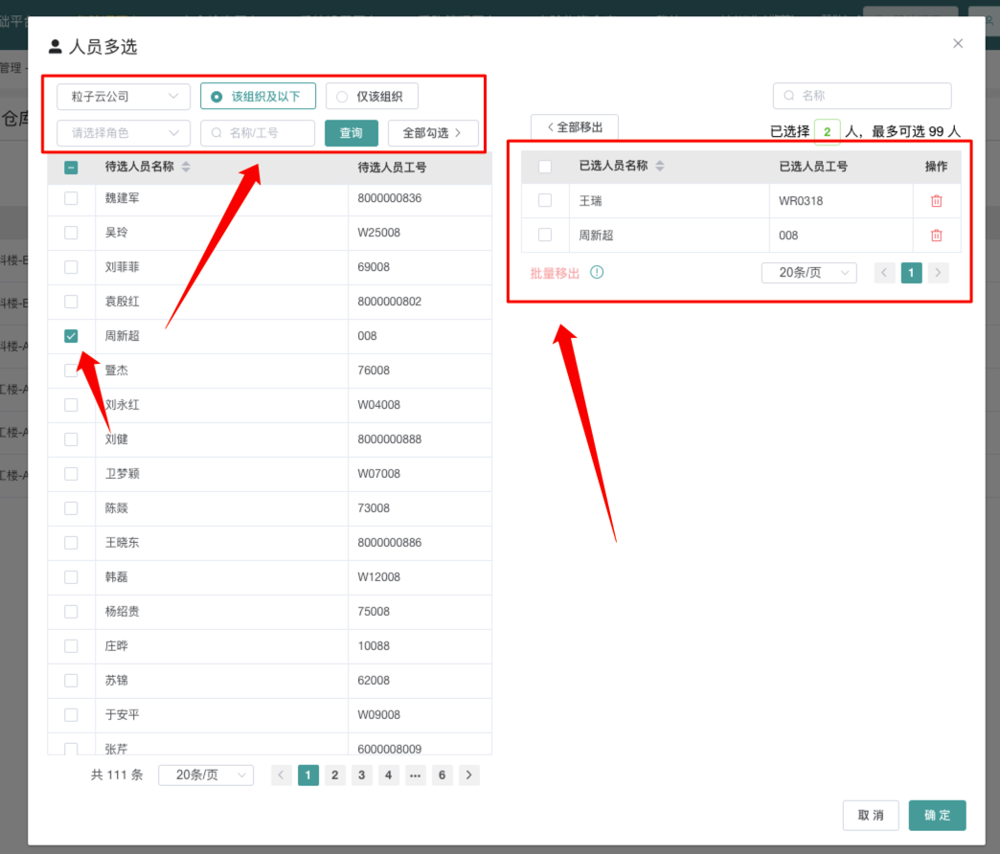 础平台
管理
仓库
人员多选
粒子云公司
该组织及以下
仅该组织
请选择角色
名称/工号
查询
全部勾选
待选人员名称 待选人员工号
魏建军 8000000836
吴玲 W25008
刘菲菲 69008
袁殷红 8000000802
周新超 008
暨杰 76008
刘永红 W04008
刘健 8000000888
卫梦颖 W07008
陈燚 73008
王晓东 8000000886
韩磊 W12008
杨绍贵 75008
庄晔 10088
苏锦 62008
于安平 W09008
张芹 6000008009
共 111 条 20条/页 1 2 3 4 ... 6
名称
全部移出
已选择 2 人，最多可选 99 人
已选人员名称 已选人员工号 操作
王瑞 WR0318
周新超 008
批量移出 20条/页 1
取消 确定